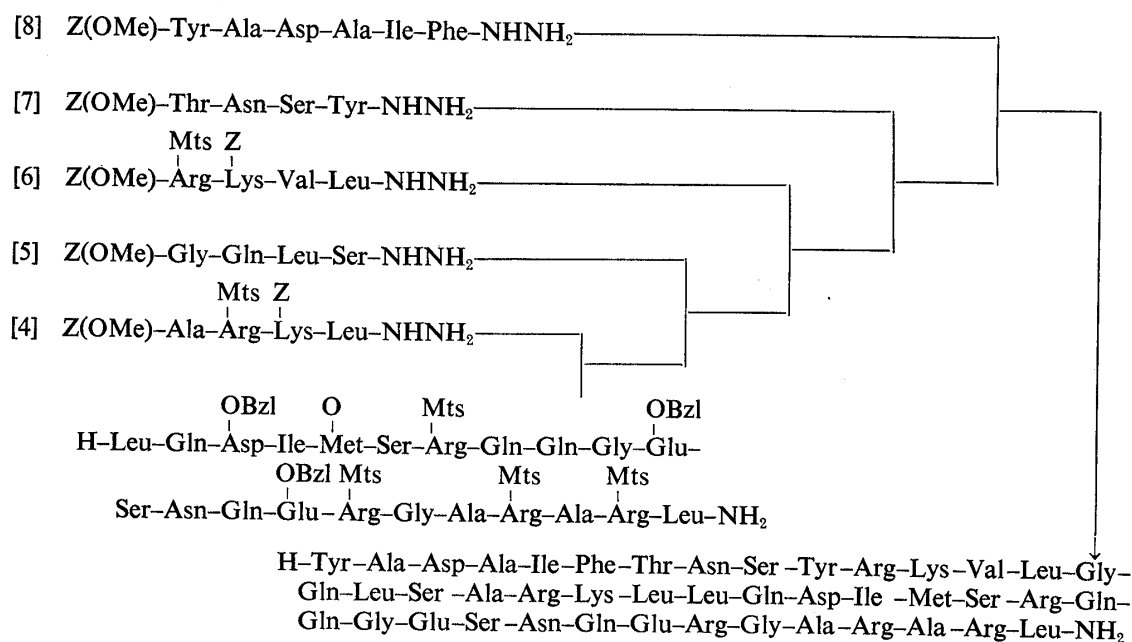 [8] Z(OMe)–Tyr–Ala–Asp–Ala–Ile–Phe–NHNH₂
[7] Z(OMe)–Thr–Asn–Ser–Tyr–NHNH₂
Mts Z
[6] Z(OMe)–Arg–Lys–Val–Leu–NHNH₂
[5] Z(OMe)–Gly–Gln–Leu–Ser–NHNH₂
Mts Z
[4] Z(OMe)–Ala–Arg–Lys–Leu–NHNH₂
OBzl O Mts OBzl
H–Leu–Gln–Asp–Ile–Met–Ser–Arg–Gln–Gln–Gly–Glu–
OBzl Mts Mts Mts
Ser–Asn–Gln–Glu–Arg–Gly–Ala–Arg–Ala–Arg–Leu–NH₂
H–Tyr–Ala–Asp–Ala–Ile–Phe–Thr–Asn–Ser–Tyr–Arg–Lys–Val–Leu–Gly–
Gln–Leu–Ser–Ala–Arg–Lys–Leu–Leu–Gln–Asp–Ile–Met–Ser–Arg–Gln–
Gln–Gly–Glu–Ser–Asn–Gln–Glu–Arg–Gly–Ala–Arg–Ala–Arg–Leu–NH₂